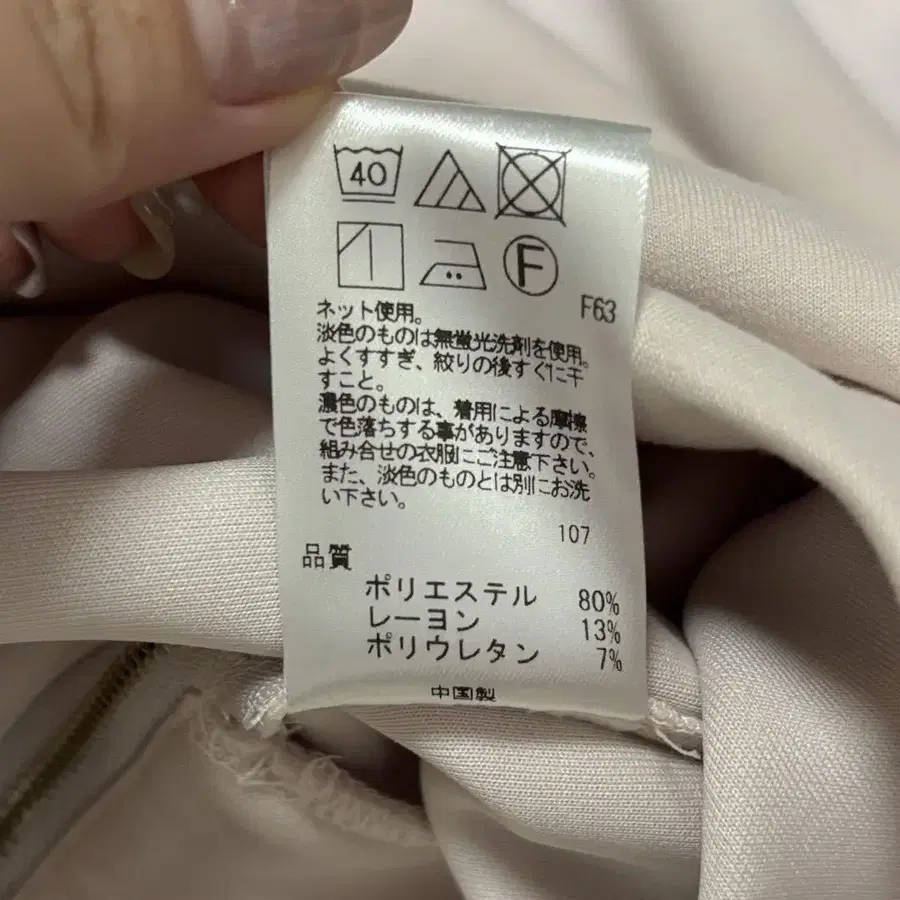 40
F
F63
ネット使用。
淡色のものは無蛍光洗剤を使用。
よくすすぎ、絞りの後すぐに干
すこと。
濃色のものは、着用による摩擦
で色落ちする事がありますので、
組み合せの衣服にご注意下さい。
また、淡色のものとは別にお洗
い下さい。
107
品質
ポリエステル 80%
レーヨン 13%
ポリウレタン 7%
中国製